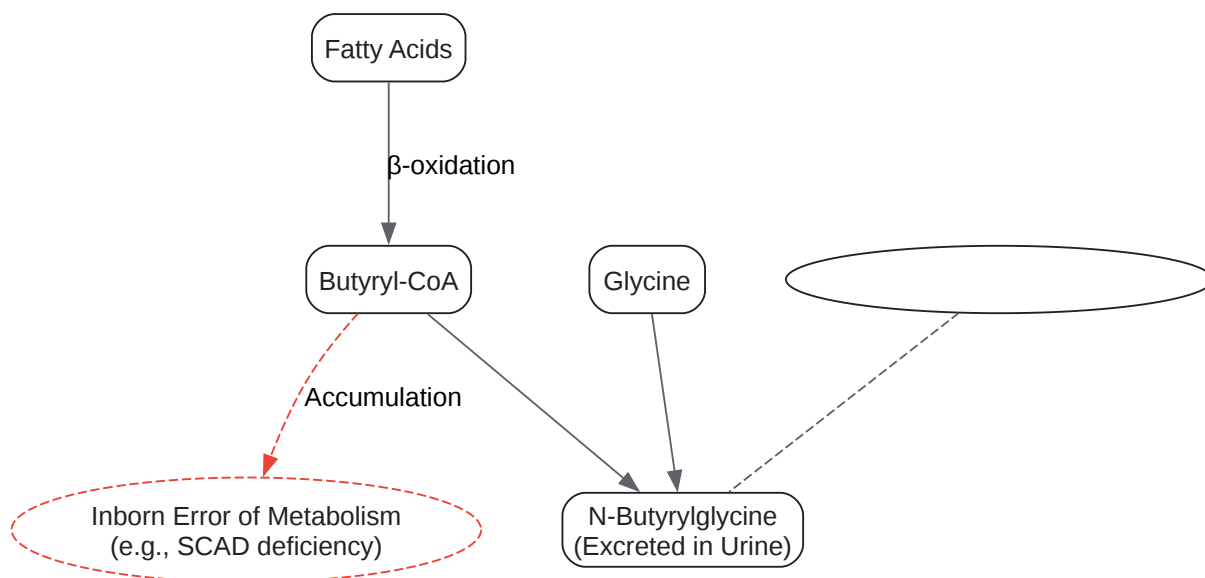 Fatty Acids
β-oxidation
Butyryl-CoA
Glycine
Accumulation
Inborn Error of Metabolism
(e.g., SCAD deficiency)
N-Butyrylglycine
(Excreted in Urine)